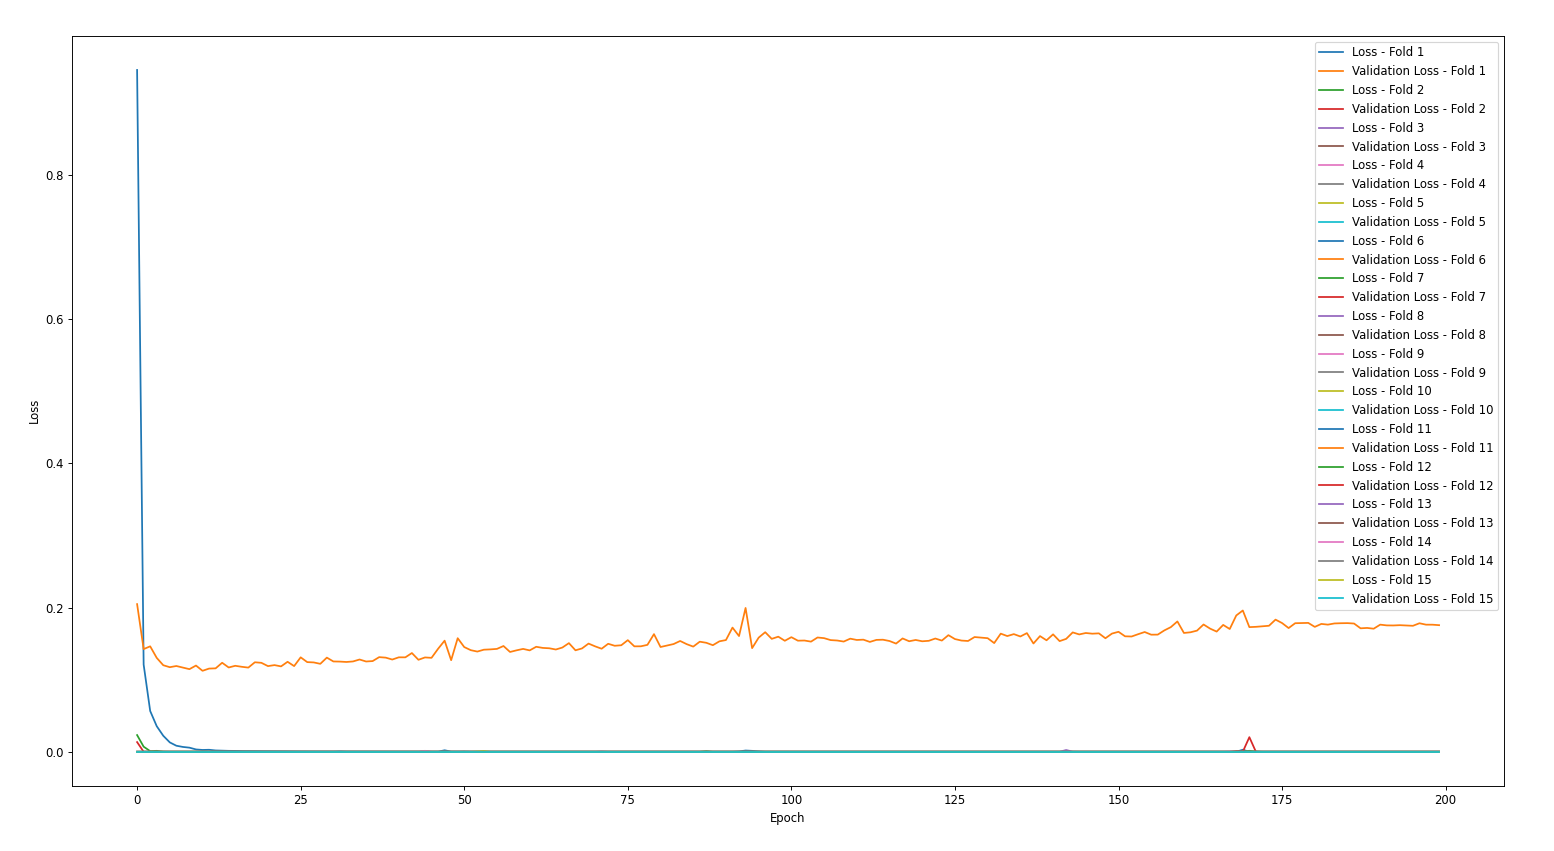 Loss - Fold 1
Validation Loss - Fold 1
Loss - Fold 2
Validation Loss - Fold 2
Loss - Fold 3
Validation Loss - Fold 3
Loss - Fold 4
Validation Loss - Fold 4
Loss - Fold 5
Validation Loss - Fold 5
Loss - Fold 6
Validation Loss - Fold 6
Loss - Fold 7
Validation Loss - Fold 7
Loss - Fold 8
Validation Loss - Fold 8
Loss - Fold 9
Validation Loss - Fold 9
Loss - Fold 10
Validation Loss - Fold 10
Loss - Fold 11
Validation Loss - Fold 11
Loss - Fold 12
Validation Loss - Fold 12
Loss - Fold 13
Validation Loss - Fold 13
Loss - Fold 14
Validation Loss - Fold 14
Loss - Fold 15
Validation Loss - Fold 15
0.8
0.6
0.4
0.2
0.0
Loss
0 25 50 75 100 125 150 175 200
Epoch